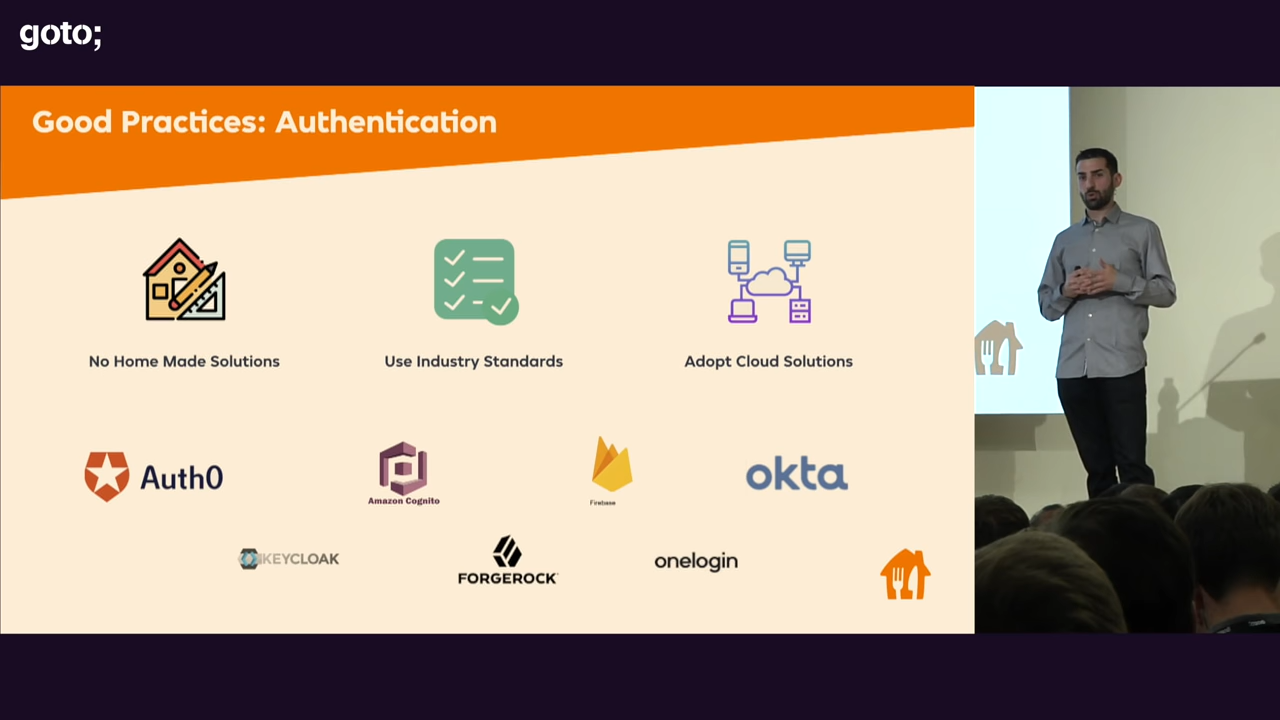 goto;
Good Practices: Authentication
No Home Made Solutions
Use Industry Standards
Adopt Cloud Solutions
Auth0
Amazon Cognito
Firebase
okta
KEYCLOAK
FORGEROCK
onelogin